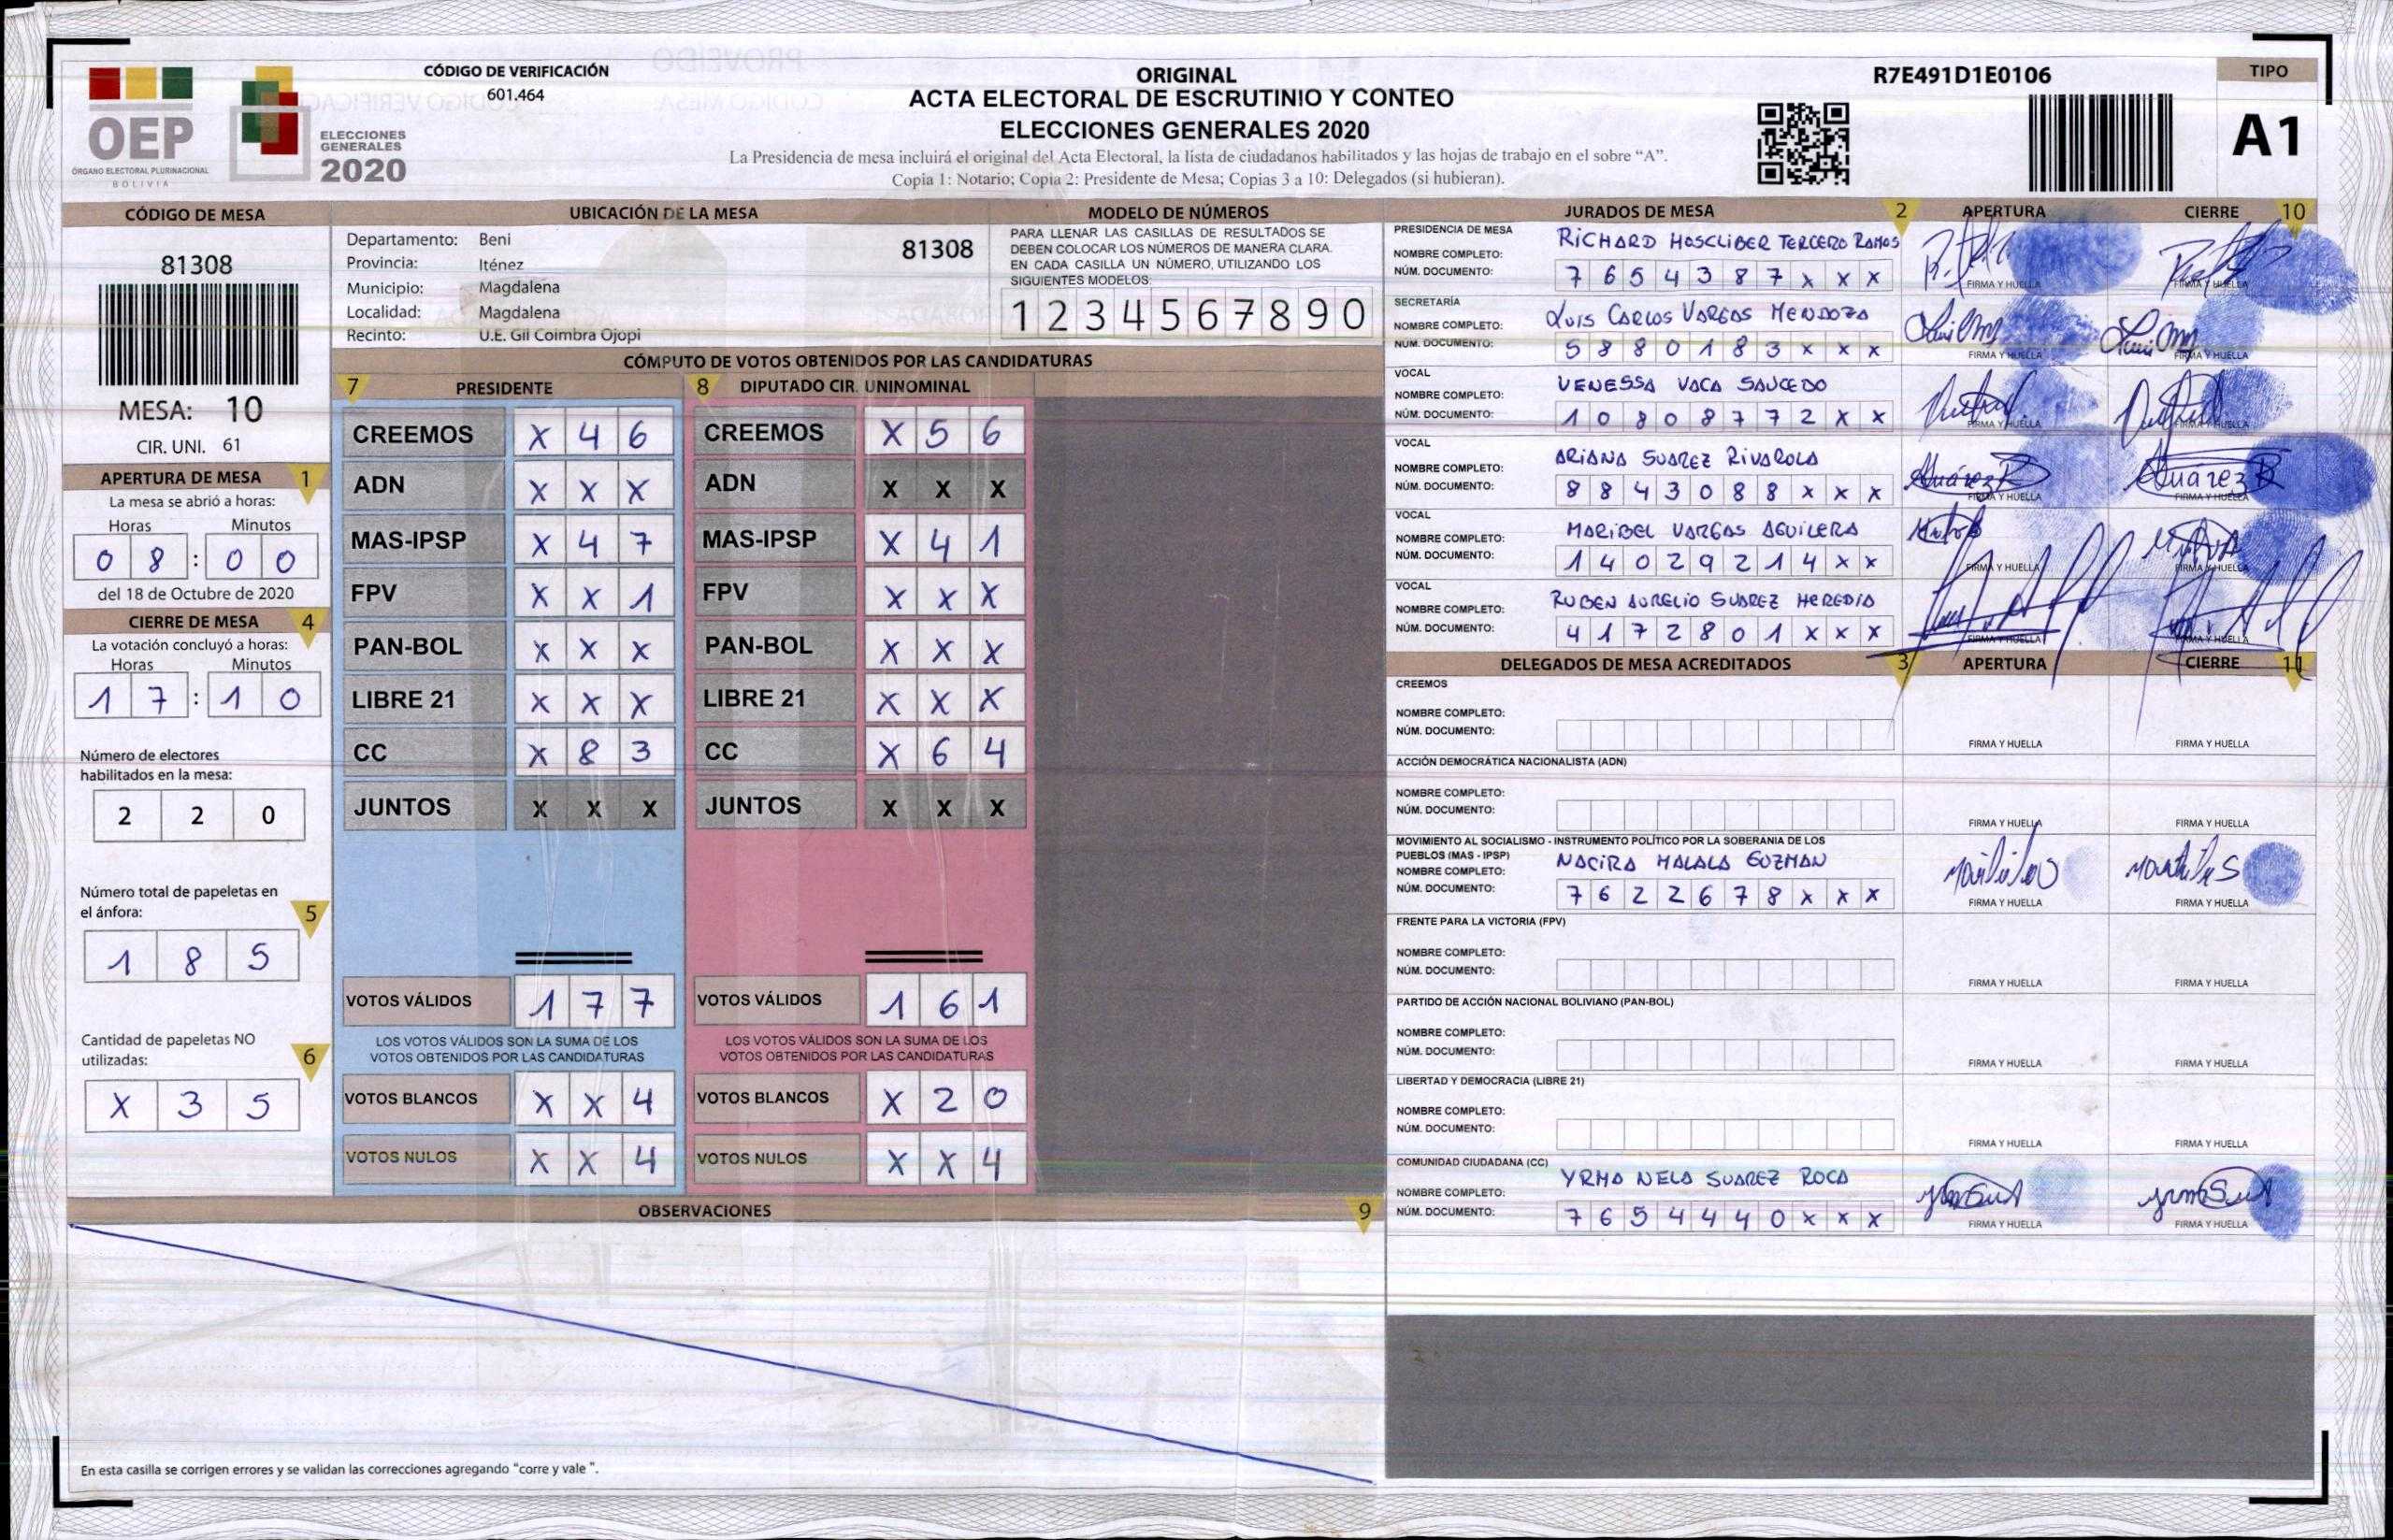 CÓDIGO DE VERIFICACIÓN
601.464
OEP
ÓRGANO ELECTORAL PLURINACIONAL
BOLIVIA
ELECCIONES
GENERALES
2020
ORIGINAL
ACTA ELECTORAL DE ESCRUTINIO Y CONTEO
ELECCIONES GENERALES 2020
La Presidencia de mesa incluirá el original del Acta Electoral, la lista de ciudadanos habilitados y las hojas de trabajo en el sobre “A”.
Copia 1: Notario; Copia 2: Presidente de Mesa; Copias 3 a 10: Delegados (si hubieran).
R7E491D1E0106
TIPO
A1
CÓDIGO DE MESA
81308
MESA: 10
CIR. UNI. 61
APERTURA DE MESA 1
La mesa se abrió a horas:
Horas Minutos
0 8 : 0 0
del 18 de Octubre de 2020
CIERRE DE MESA 4
La votación concluyó a horas:
Horas Minutos
1 7 : 1 0
Número de electores
habilitados en la mesa:
2 2 0
Número total de papeletas en
el ánfora: 5
1 8 5
Cantidad de papeletas NO
utilizadas: 6
X 3 5
UBICACIÓN DE LA MESA
Departamento: Beni
Provincia: Iténez
Municipio: Magdalena
Localidad: Magdalena
Recinto: U.E. Gil Coimbra Ojopi
81308
MODELO DE NÚMEROS
PARA LLENAR LAS CASILLAS DE RESULTADOS SE
DEBEN COLOCAR LOS NÚMEROS DE MANERA CLARA.
EN CADA CASILLA UN NÚMERO, UTILIZANDO LOS
SIGUIENTES MODELOS:
1 2 3 4 5 6 7 8 9 0
CÓMPUTO DE VOTOS OBTENIDOS POR LAS CANDIDATURAS
7 PRESIDENTE
CREEMOS X 4 6
ADN X X X
MAS-IPSP X 4 7
FPV X X 1
PAN-BOL X X X
LIBRE 21 X X X
CC X 8 3
JUNTOS X X X
VOTOS VÁLIDOS 1 7 7
LOS VOTOS VÁLIDOS SON LA SUMA DE LOS
VOTOS OBTENIDOS POR LAS CANDIDATURAS
VOTOS BLANCOS X X 4
VOTOS NULOS X X 4
8 DIPUTADO CIR. UNINOMINAL
CREEMOS X 5 6
ADN X X X
MAS-IPSP X 4 1
FPV X X X
PAN-BOL X X X
LIBRE 21 X X X
CC X 6 4
JUNTOS X X X
VOTOS VÁLIDOS 1 6 1
LOS VOTOS VÁLIDOS SON LA SUMA DE LOS
VOTOS OBTENIDOS POR LAS CANDIDATURAS
VOTOS BLANCOS X 2 0
VOTOS NULOS X X 4
OBSERVACIONES 9
En esta casilla se corrigen errores y se validan las correcciones agregando “corre y vale ”.
JURADOS DE MESA 2 APERTURA CIERRE 10
PRESIDENCIA DE MESA
NOMBRE COMPLETO: RICHARD HOSCLIBER TERCERO RAMOS
NÚM. DOCUMENTO: 7 6 5 4 3 8 7 X X X
FIRMA Y HUELLA FIRMA Y HUELLA
SECRETARÍA
NOMBRE COMPLETO: LUIS CARLOS VARGAS MENDOZA
NÚM. DOCUMENTO: 5 8 8 0 1 8 3 X X X
FIRMA Y HUELLA FIRMA Y HUELLA
VOCAL
NOMBRE COMPLETO: VENESSA VACA SAUCEDO
NÚM. DOCUMENTO: 1 0 8 0 8 7 7 2 X X
FIRMA Y HUELLA FIRMA Y HUELLA
VOCAL
NOMBRE COMPLETO: ARIANA SUAREZ RIVAROLA
NÚM. DOCUMENTO: 8 8 4 3 0 8 8 X X X
Suárez R Suárez R
FIRMA Y HUELLA FIRMA Y HUELLA
VOCAL
NOMBRE COMPLETO: MARIBEL VARGAS AGUILERA
NÚM. DOCUMENTO: 1 4 0 2 9 2 1 4 X X
FIRMA Y HUELLA FIRMA Y HUELLA
VOCAL
NOMBRE COMPLETO: RUBEN AURELIO SUAREZ HEREDIA
NÚM. DOCUMENTO: 4 1 7 2 8 0 1 X X X
FIRMA Y HUELLA FIRMA Y HUELLA
DELEGADOS DE MESA ACREDITADOS 3 APERTURA CIERRE 11
CREEMOS
NOMBRE COMPLETO:
NÚM. DOCUMENTO:
FIRMA Y HUELLA FIRMA Y HUELLA
ACCIÓN DEMOCRÁTICA NACIONALISTA (ADN)
NOMBRE COMPLETO:
NÚM. DOCUMENTO:
FIRMA Y HUELLA FIRMA Y HUELLA
MOVIMIENTO AL SOCIALISMO - INSTRUMENTO POLÍTICO POR LA SOBERANIA DE LOS
PUEBLOS (MAS - IPSP)
NOMBRE COMPLETO: NACIRA MALALA GUZMAN
NÚM. DOCUMENTO: 7 6 2 2 6 7 8 X X X
FIRMA Y HUELLA FIRMA Y HUELLA
FRENTE PARA LA VICTORIA (FPV)
NOMBRE COMPLETO:
NÚM. DOCUMENTO:
FIRMA Y HUELLA FIRMA Y HUELLA
PARTIDO DE ACCIÓN NACIONAL BOLIVIANO (PAN-BOL)
NOMBRE COMPLETO:
NÚM. DOCUMENTO:
FIRMA Y HUELLA FIRMA Y HUELLA
LIBERTAD Y DEMOCRACIA (LIBRE 21)
NOMBRE COMPLETO:
NÚM. DOCUMENTO:
FIRMA Y HUELLA FIRMA Y HUELLA
COMUNIDAD CIUDADANA (CC)
NOMBRE COMPLETO: YRMA NELA SUAREZ ROCA
NÚM. DOCUMENTO: 7 6 5 4 4 4 0 X X X
FIRMA Y HUELLA FIRMA Y HUELLA